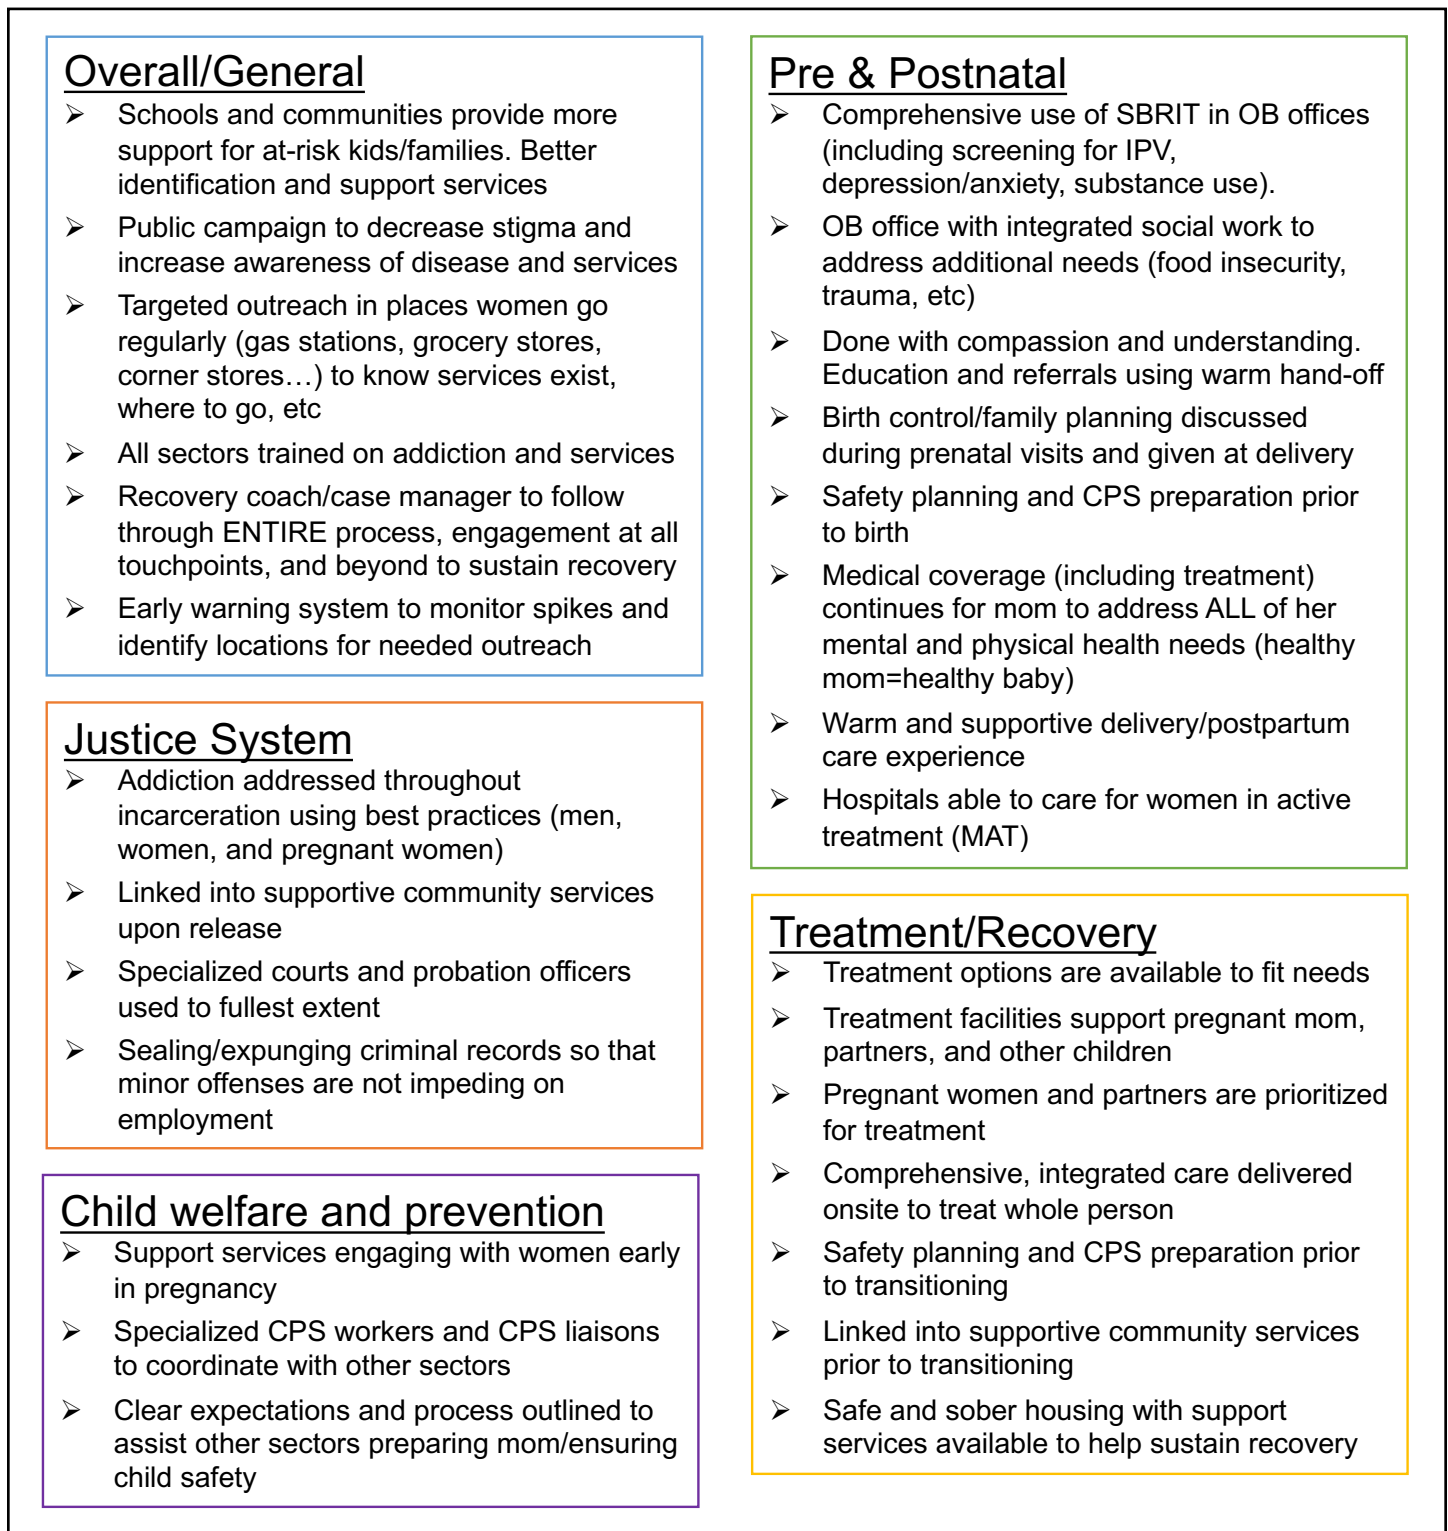 Overall/General
➢ Schools and communities provide more
support for at-risk kids/families. Better
identification and support services
➢ Public campaign to decrease stigma and
increase awareness of disease and services
➢ Targeted outreach in places women go
regularly (gas stations, grocery stores,
corner stores…) to know services exist,
where to go, etc
➢ All sectors trained on addiction and services
➢ Recovery coach/case manager to follow
through ENTIRE process, engagement at all
touchpoints, and beyond to sustain recovery
➢ Early warning system to monitor spikes and
identify locations for needed outreach
Justice System
➢ Addiction addressed throughout
incarceration using best practices (men,
women, and pregnant women)
➢ Linked into supportive community services
upon release
➢ Specialized courts and probation officers
used to fullest extent
➢ Sealing/expunging criminal records so that
minor offenses are not impeding on
employment
Child welfare and prevention
➢ Support services engaging with women early
in pregnancy
➢ Specialized CPS workers and CPS liaisons
to coordinate with other sectors
➢ Clear expectations and process outlined to
assist other sectors preparing mom/ensuring
child safety
Pre & Postnatal
➢ Comprehensive use of SBRIT in OB offices
(including screening for IPV,
depression/anxiety, substance use).
➢ OB office with integrated social work to
address additional needs (food insecurity,
trauma, etc)
➢ Done with compassion and understanding.
Education and referrals using warm hand-off
➢ Birth control/family planning discussed
during prenatal visits and given at delivery
➢ Safety planning and CPS preparation prior
to birth
➢ Medical coverage (including treatment)
continues for mom to address ALL of her
mental and physical health needs (healthy
mom=healthy baby)
➢ Warm and supportive delivery/postpartum
care experience
➢ Hospitals able to care for women in active
treatment (MAT)
Treatment/Recovery
➢ Treatment options are available to fit needs
➢ Treatment facilities support pregnant mom,
partners, and other children
➢ Pregnant women and partners are prioritized
for treatment
➢ Comprehensive, integrated care delivered
onsite to treat whole person
➢ Safety planning and CPS preparation prior
to transitioning
➢ Linked into supportive community services
prior to transitioning
➢ Safe and sober housing with support
services available to help sustain recovery